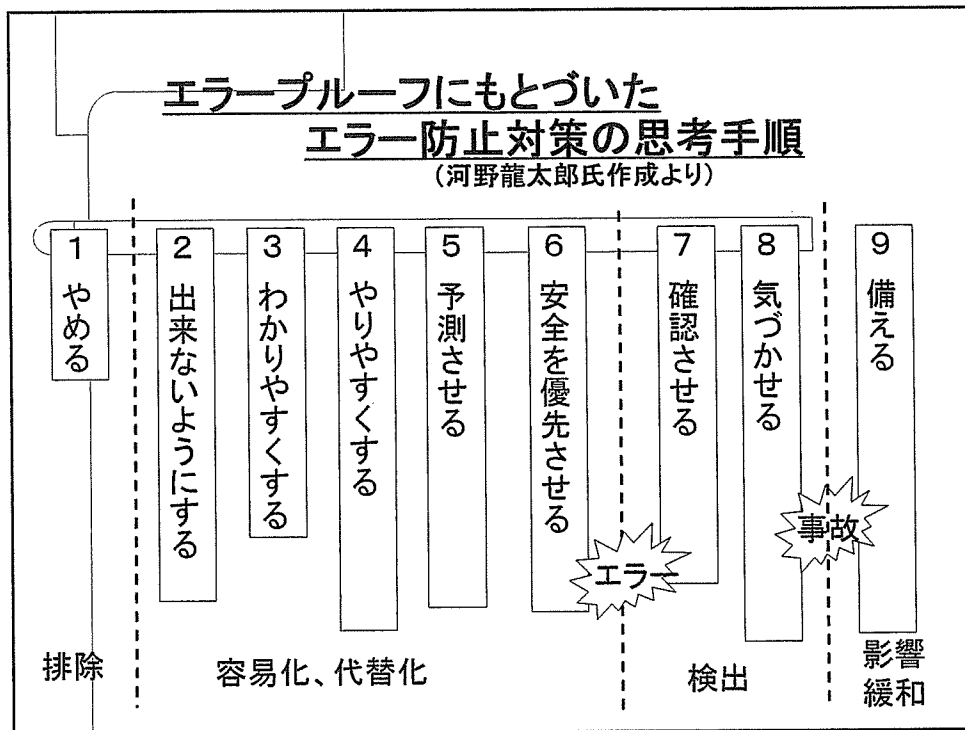 エラープルーフにもとづいた
エラー防止対策の思考手順
(河野龍太郎氏作成より)
1
やめる
2
出来ないようにする
3
わかりやすくする
4
やりやすくする
5
予測させる
6
安全を優先させる
7
確認させる
8
気づかせる
9
備える
エラー
事故
排除
容易化、代替化
検出
影響
緩和